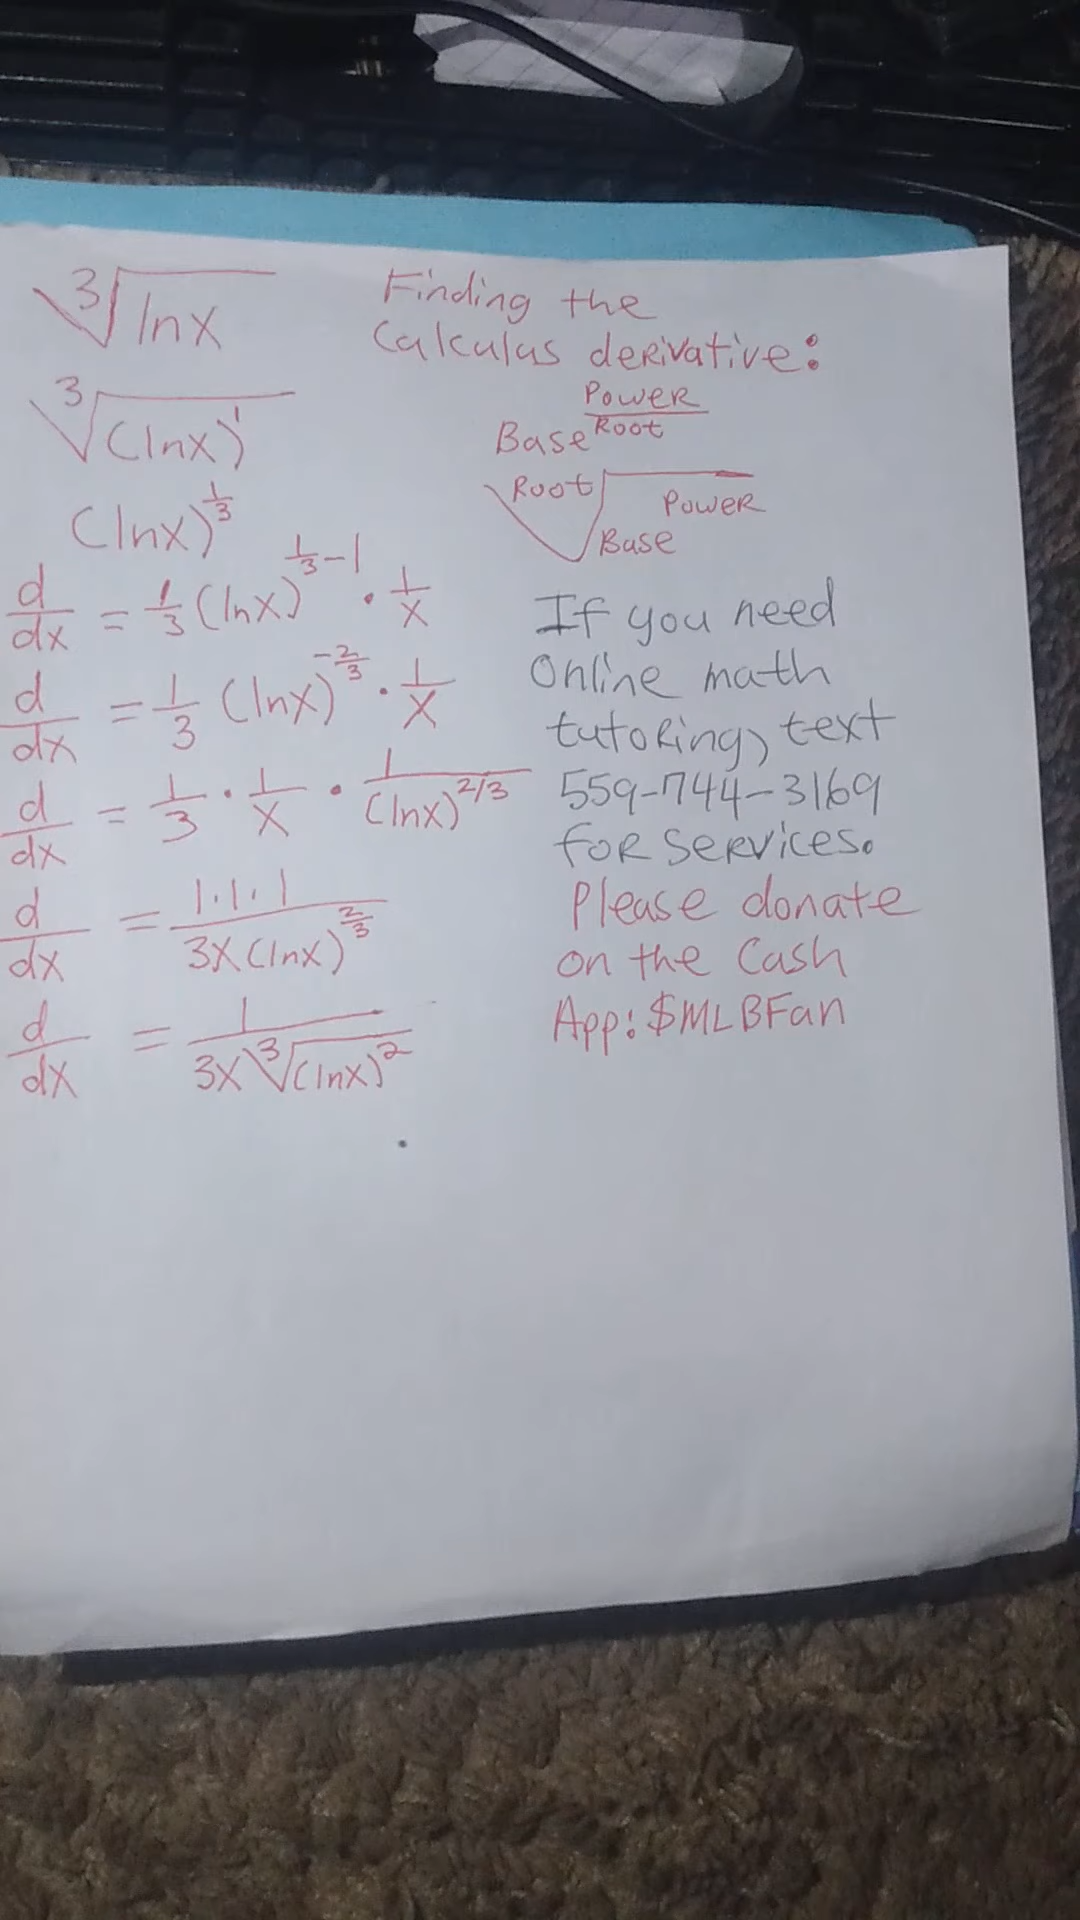 ∛lnx
∛(lnx)¹
(lnx)^1/3
d/dx = 1/3 (lnx)^1/3-1 · 1/x
d/dx = 1/3 (lnx)^-2/3 · 1/x
d/dx = 1/3 · 1/x · 1/(lnx)^2/3
d/dx = 1·1·1/3x(lnx)^2/3
d/dx = 1/3x∛(lnx)²
Finding the
Calculus derivative:
Base^Power/Root
Root Power
Base
If you need
Online math
tutoring, text
559-744-3169
for services.
Please donate
on the Cash
App: $MLBFan